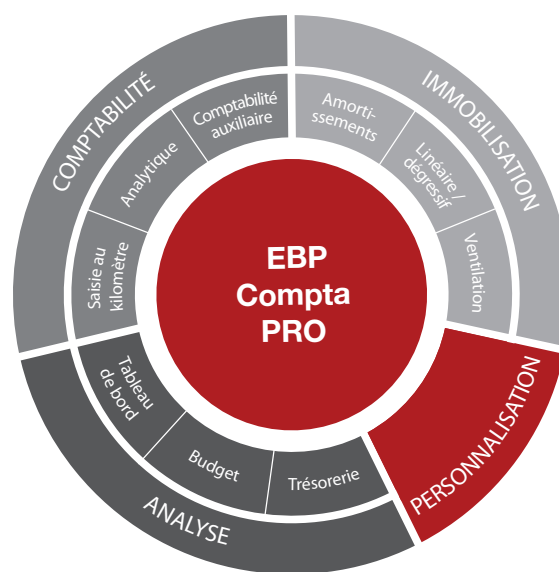 COMPTABILITÉ
Saisie au
kilomètre
Analytique
Comptabilité
auxiliaire
IMMOBILISATION
Amorti-
ssements
Linéaire /
dégressif
Ventilation
EBP
Compta
PRO
PERSONNALISATION
ANALYSE
Tableau
de bord
Budget
Trésorerie